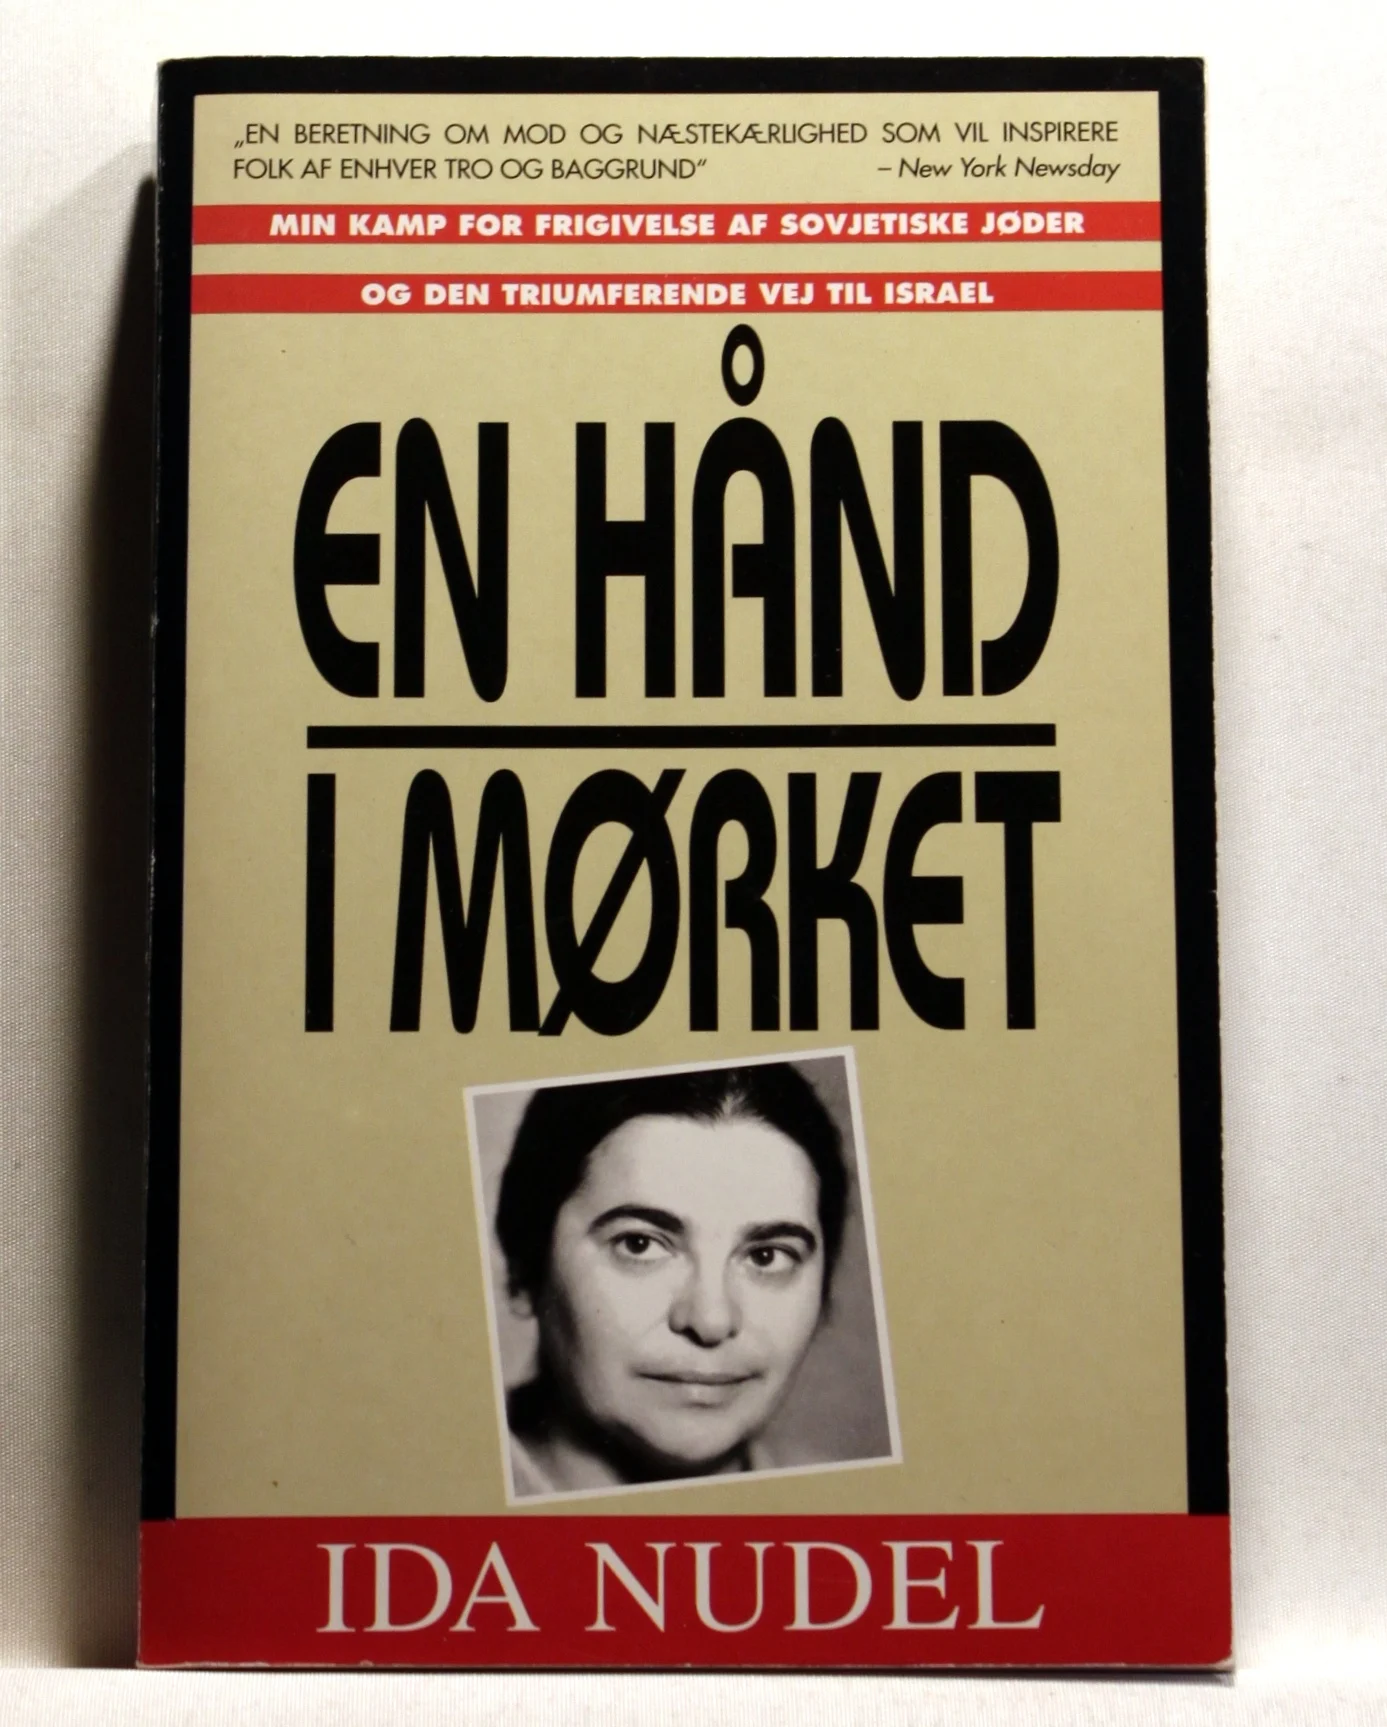 „EN BERETNING OM MOD OG NÆSTEKÆRLIGHED SOM VIL INSPIRERE
FOLK AF ENHVER TRO OG BAGGRUND“ – New York Newsday
MIN KAMP FOR FRIGIVELSE AF SOVJETISKE JØDER
OG DEN TRIUMFERENDE VEJ TIL ISRAEL
EN HÅND
I MØRKET
IDA NUDEL